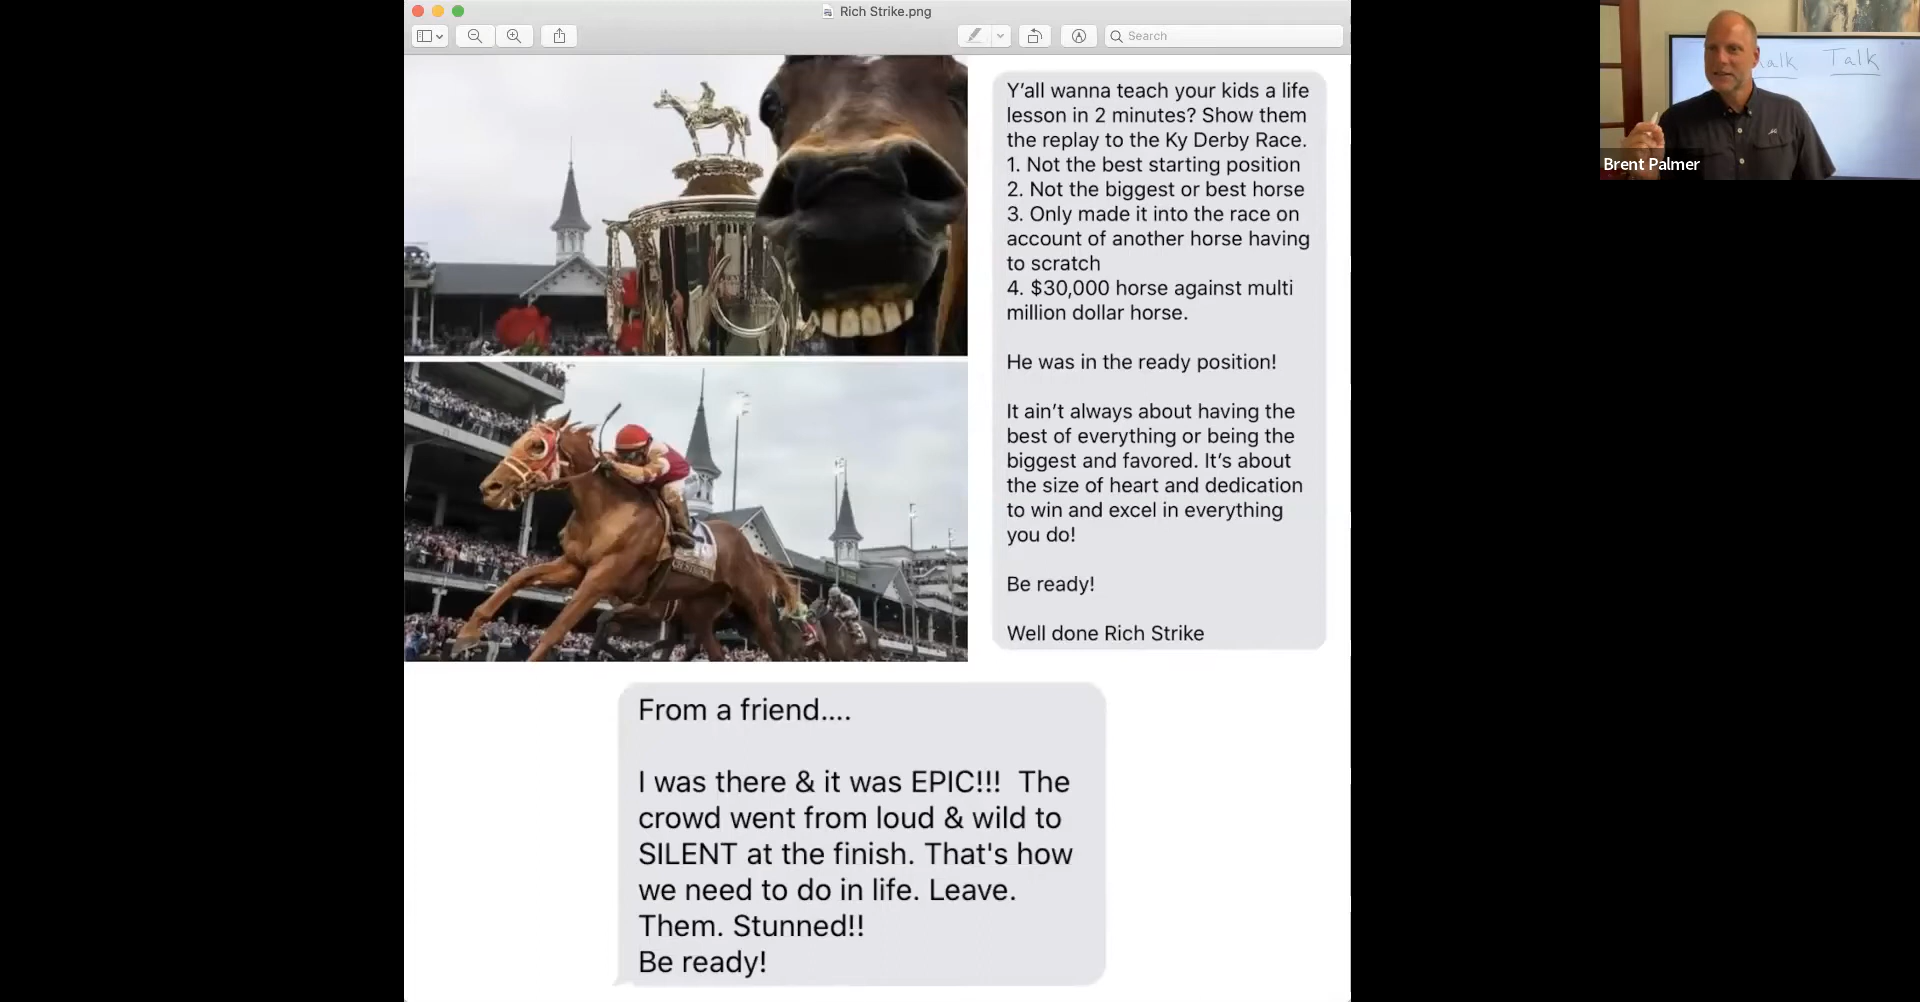 Rich Strike.png
Search
Y'all wanna teach your kids a life
lesson in 2 minutes? Show them
the replay to the Ky Derby Race.
1. Not the best starting position
2. Not the biggest or best horse
3. Only made it into the race on
account of another horse having
to scratch
4. $30,000 horse against multi
million dollar horse.
He was in the ready position!
It ain't always about having the
best of everything or being the
biggest and favored. It's about
the size of heart and dedication
to win and excel in everything
you do!
Be ready!
Well done Rich Strike
From a friend....
I was there & it was EPIC!!!  The
crowd went from loud & wild to
SILENT at the finish. That's how
we need to do in life. Leave.
Them. Stunned!!
Be ready!
Talk
Brent Palmer